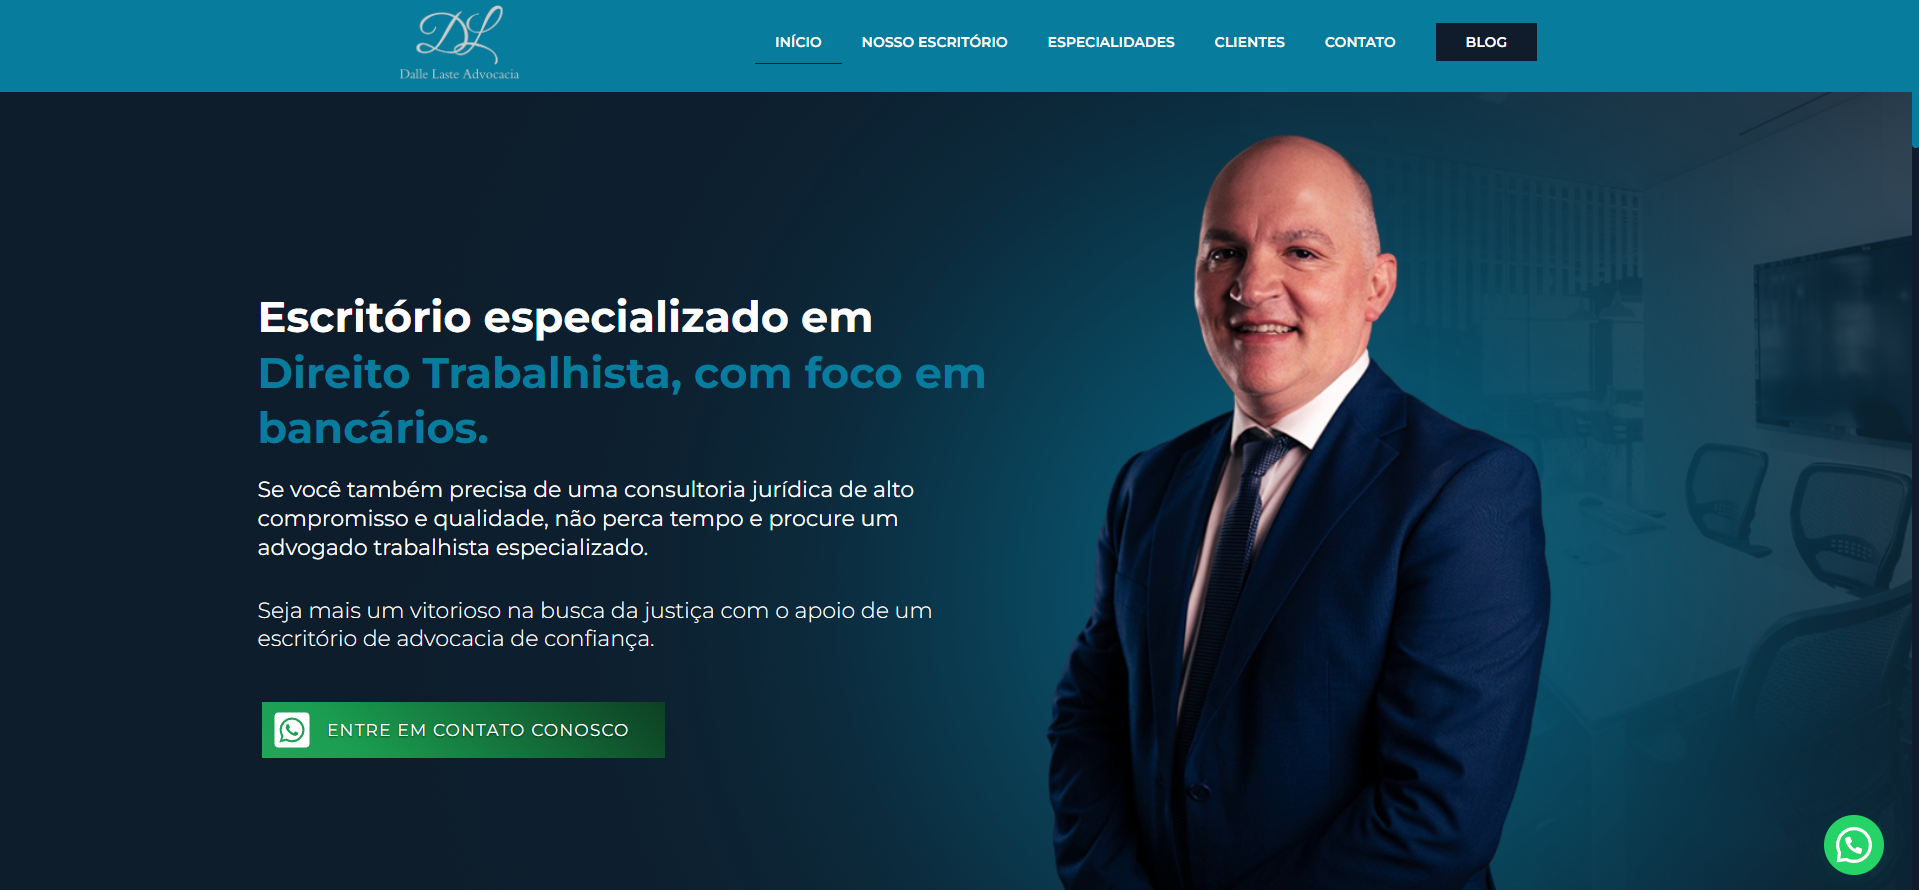 DL
Dalle Laste Advocacia
INÍCIO
NOSSO ESCRITÓRIO
ESPECIALIDADES
CLIENTES
CONTATO
BLOG
Escritório especializado em
Direito Trabalhista, com foco em
bancários.
Se você também precisa de uma consultoria jurídica de alto
compromisso e qualidade, não perca tempo e procure um
advogado trabalhista especializado.
Seja mais um vitorioso na busca da justiça com o apoio de um
escritório de advocacia de confiança.
ENTRE EM CONTATO CONOSCO